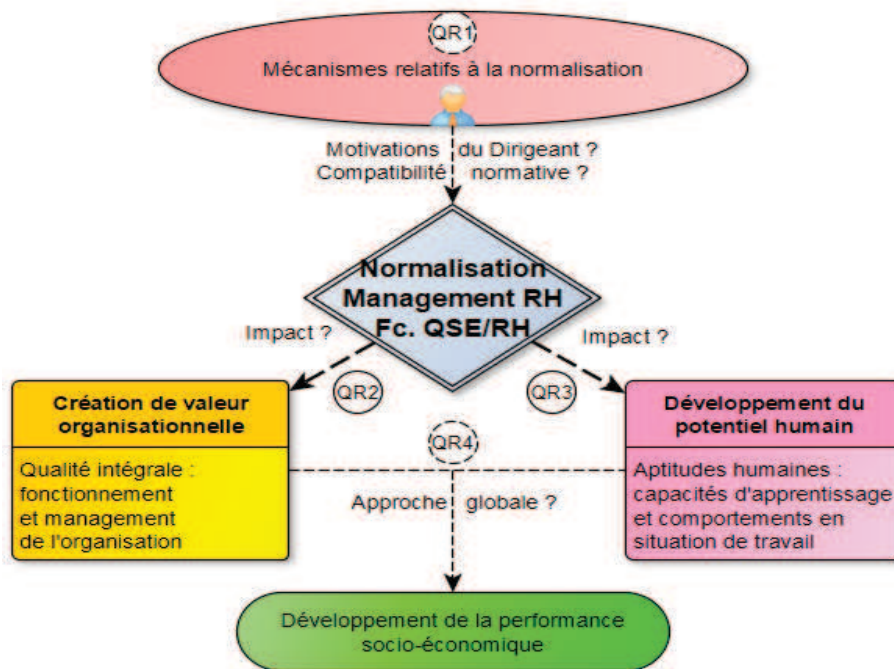 QR1
Mécanismes relatifs à la normalisation
Motivations du Dirigeant ?
Compatibilité normative ?
Normalisation
Management RH
Fc. QSE/RH
Impact ?
Impact ?
QR2
QR3
Création de valeur
organisationnelle
Qualité intégrale :
fonctionnement
et management
de l'organisation
Développement du
potentiel humain
Aptitudes humaines :
capacités d'apprentissage
et comportements en
situation de travail
QR4
Approche globale ?
Développement de la performance
socio-économique